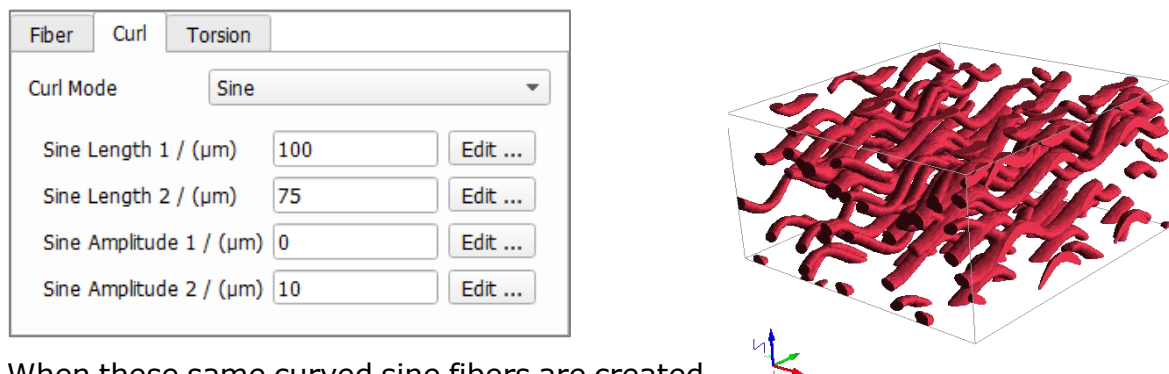 Fiber Curl Torsion
Curl Mode Sine
Sine Length 1 / (µm) 100 Edit ...
Sine Length 2 / (µm) 75 Edit ...
Sine Amplitude 1 / (µm) 0 Edit ...
Sine Amplitude 2 / (µm) 10 Edit ...
When these same curved sine fibers are created